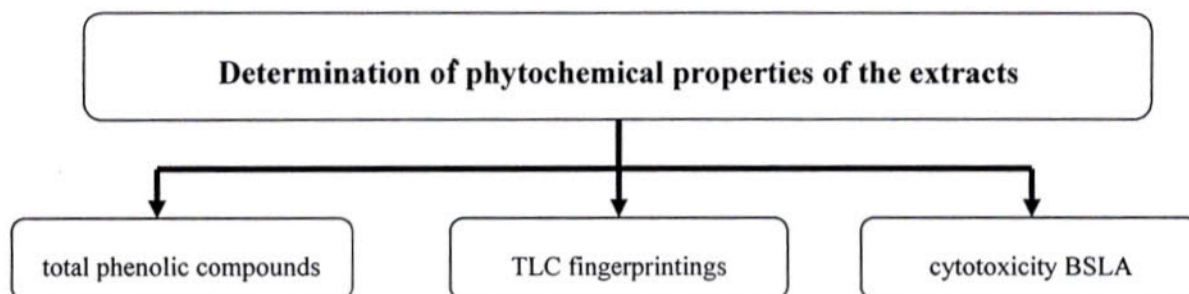 Determination of phytochemical properties of the extracts
total phenolic compounds
TLC fingerprintings
cytotoxicity BSLA